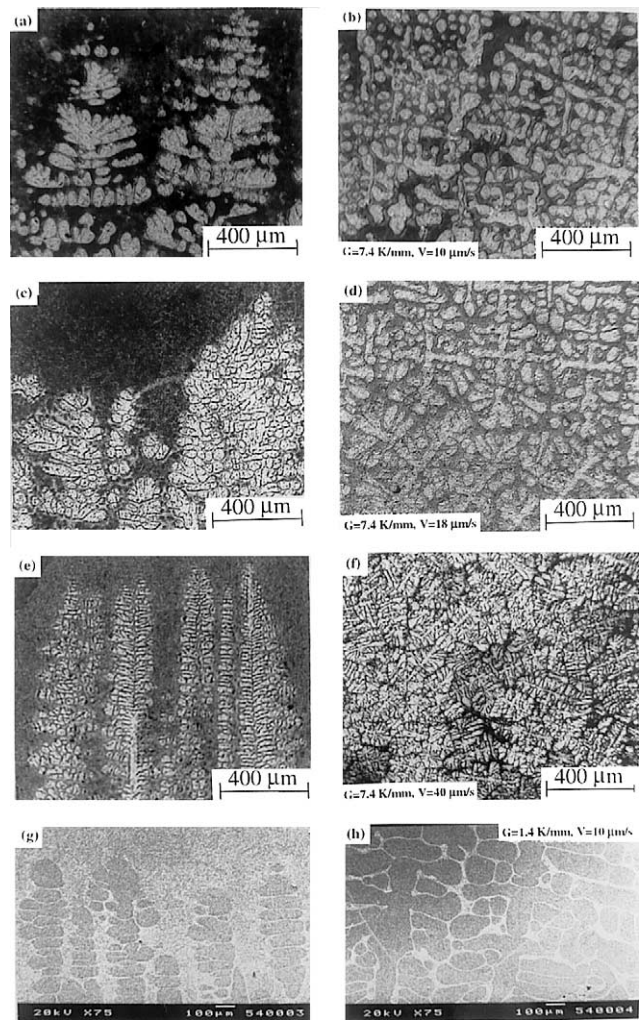 (a)
400 μm
(b)
400 μm
G=7.4 K/mm, V=10 μm/s
(c)
400 μm
(d)
400 μm
G=7.4 K/mm, V=18 μm/s
(e)
400 μm
(f)
400 μm
G=7.4 K/mm, V=40 μm/s
(g)
20kV X75 100μm 540003
(h)
G=1.4 K/mm, V=10 μm/s
20kV X75 100μm 540004